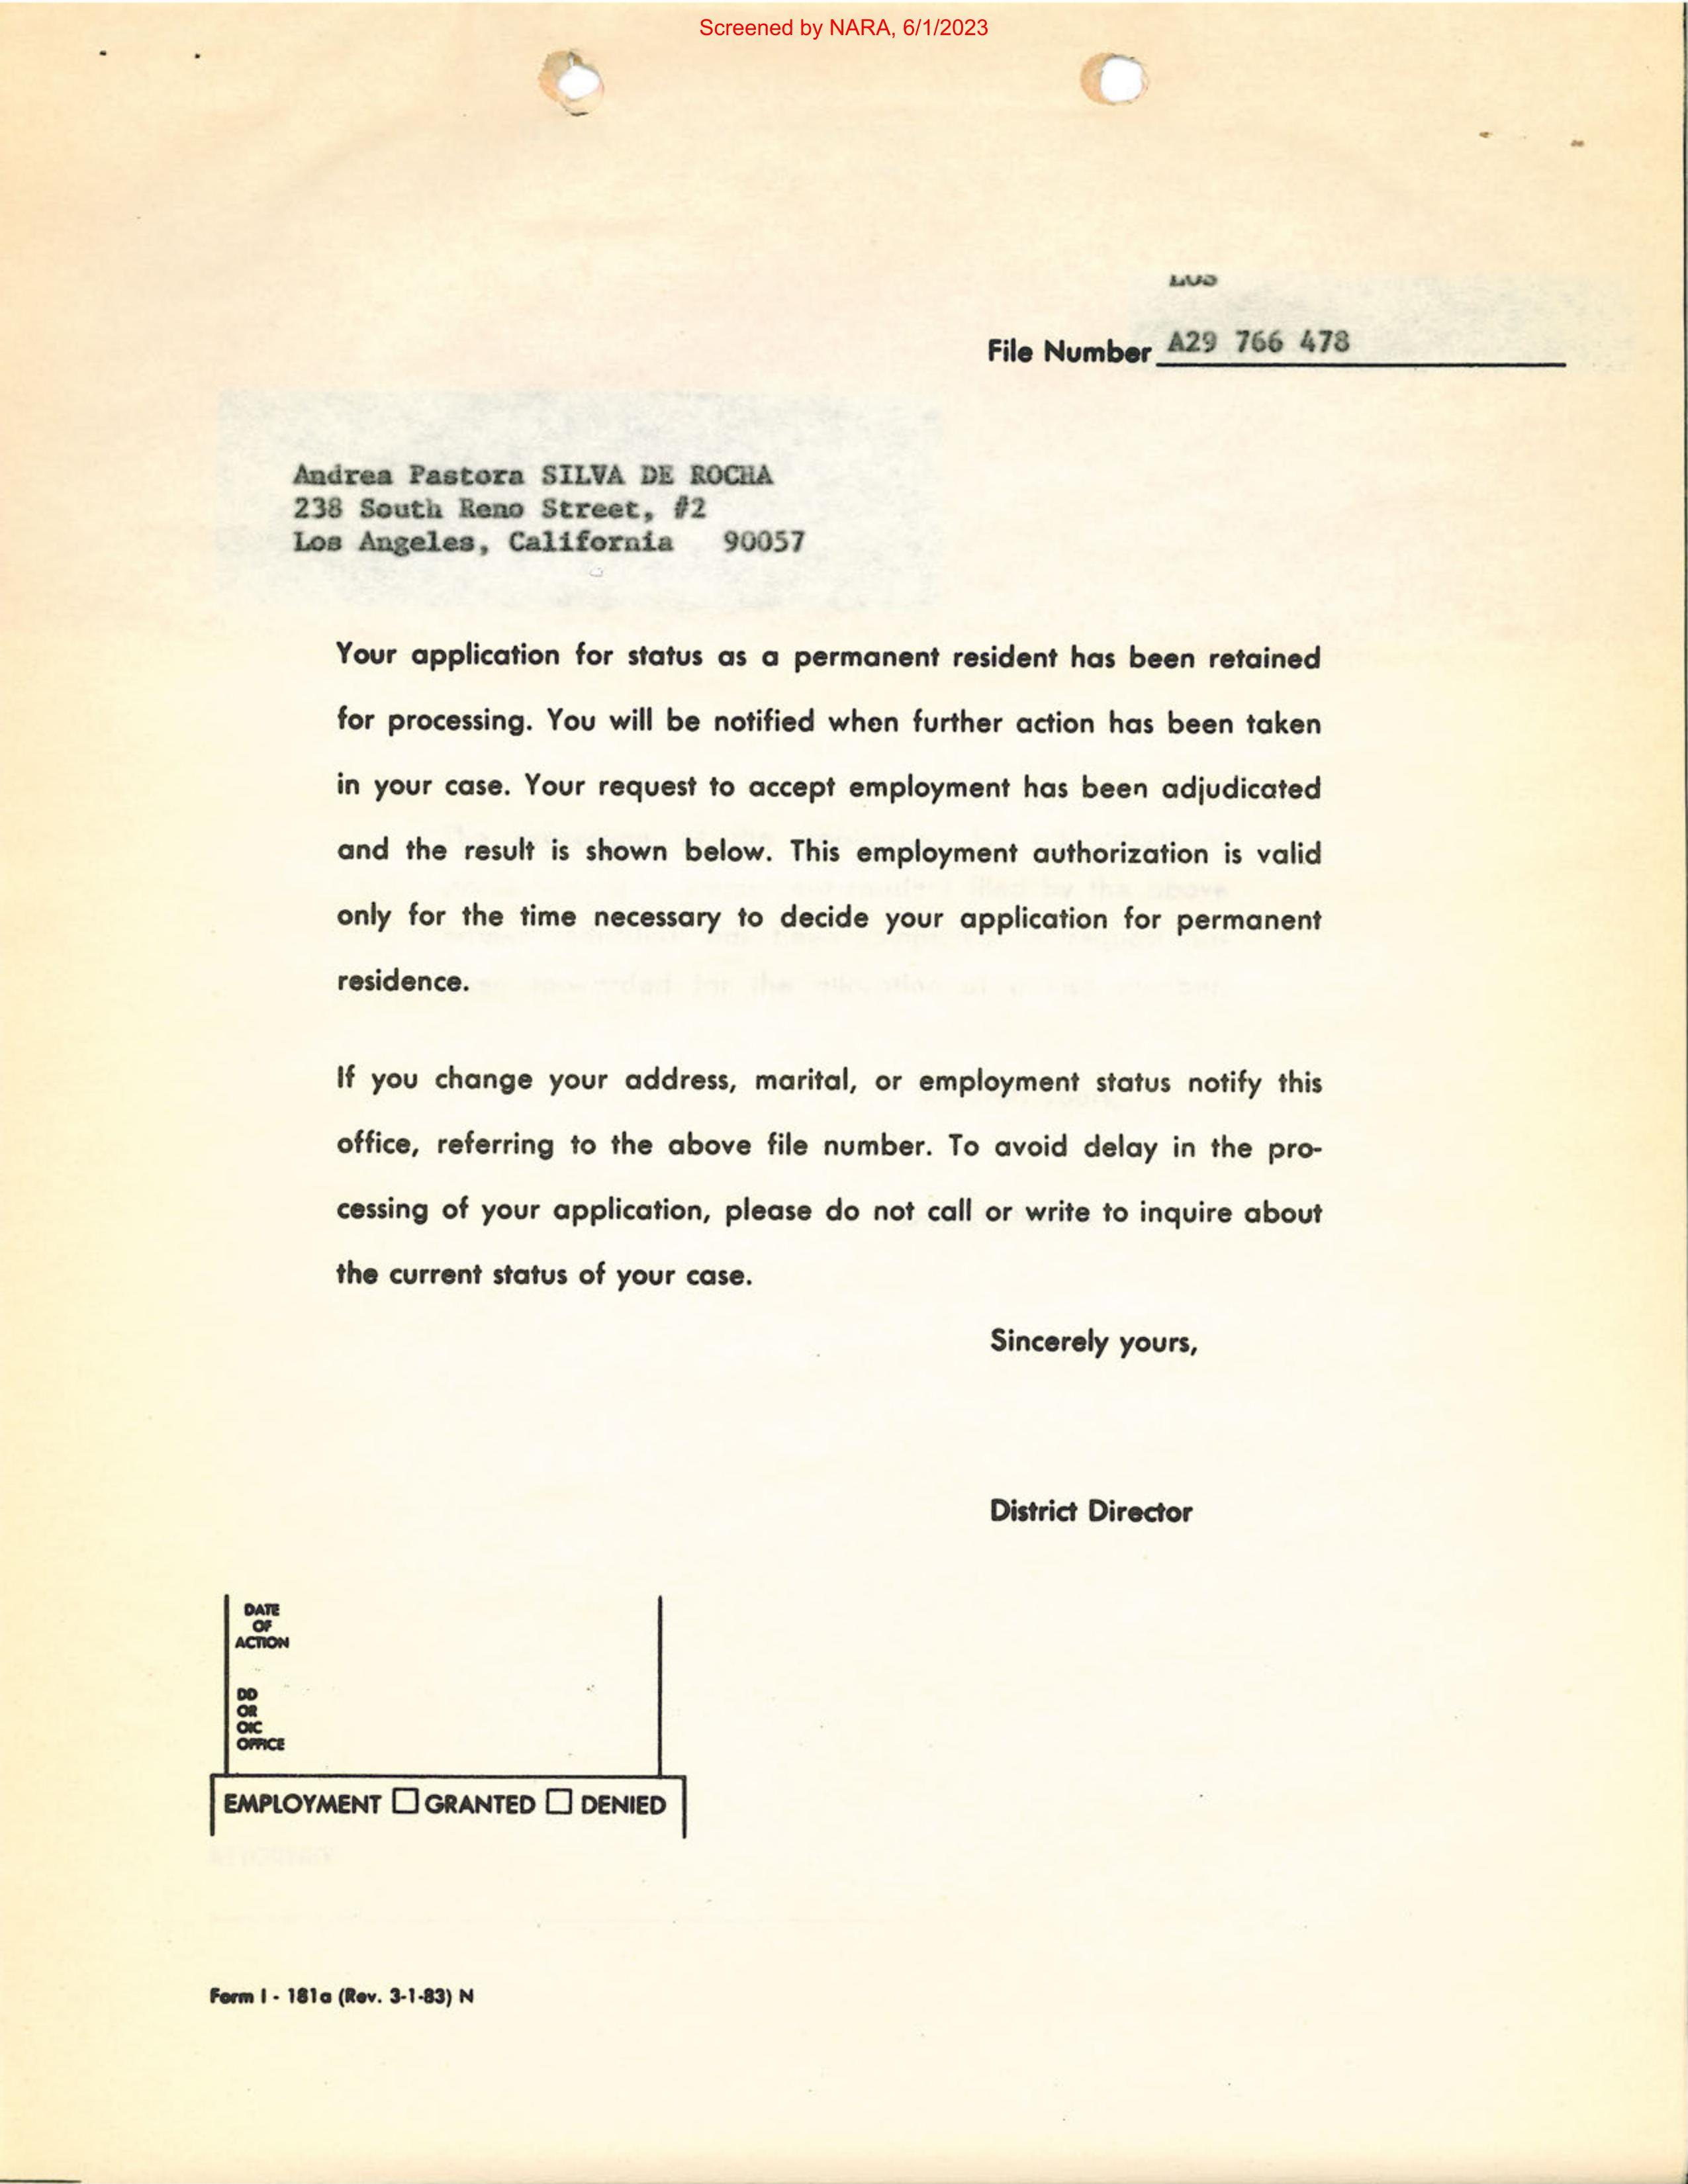 Screened by NARA, 6/1/2023
LOS
File Number A29 766 478
Andrea Pastora SILVA DE ROCHA
238 South Reno Street, #2
Los Angeles, California 90057
Your application for status as a permanent resident has been retained
for processing. You will be notified when further action has been taken
in your case. Your request to accept employment has been adjudicated
and the result is shown below. This employment authorization is valid
only for the time necessary to decide your application for permanent
residence.
If you change your address, marital, or employment status notify this
office, referring to the above file number. To avoid delay in the pro-
cessing of your application, please do not call or write to inquire about
the current status of your case.
Sincerely yours,
District Director
DATE
OF
ACTION
DD
OR
OIC
OFFICE
EMPLOYMENT ☐ GRANTED ☐ DENIED
Form I - 181a (Rev. 3-1-83) N